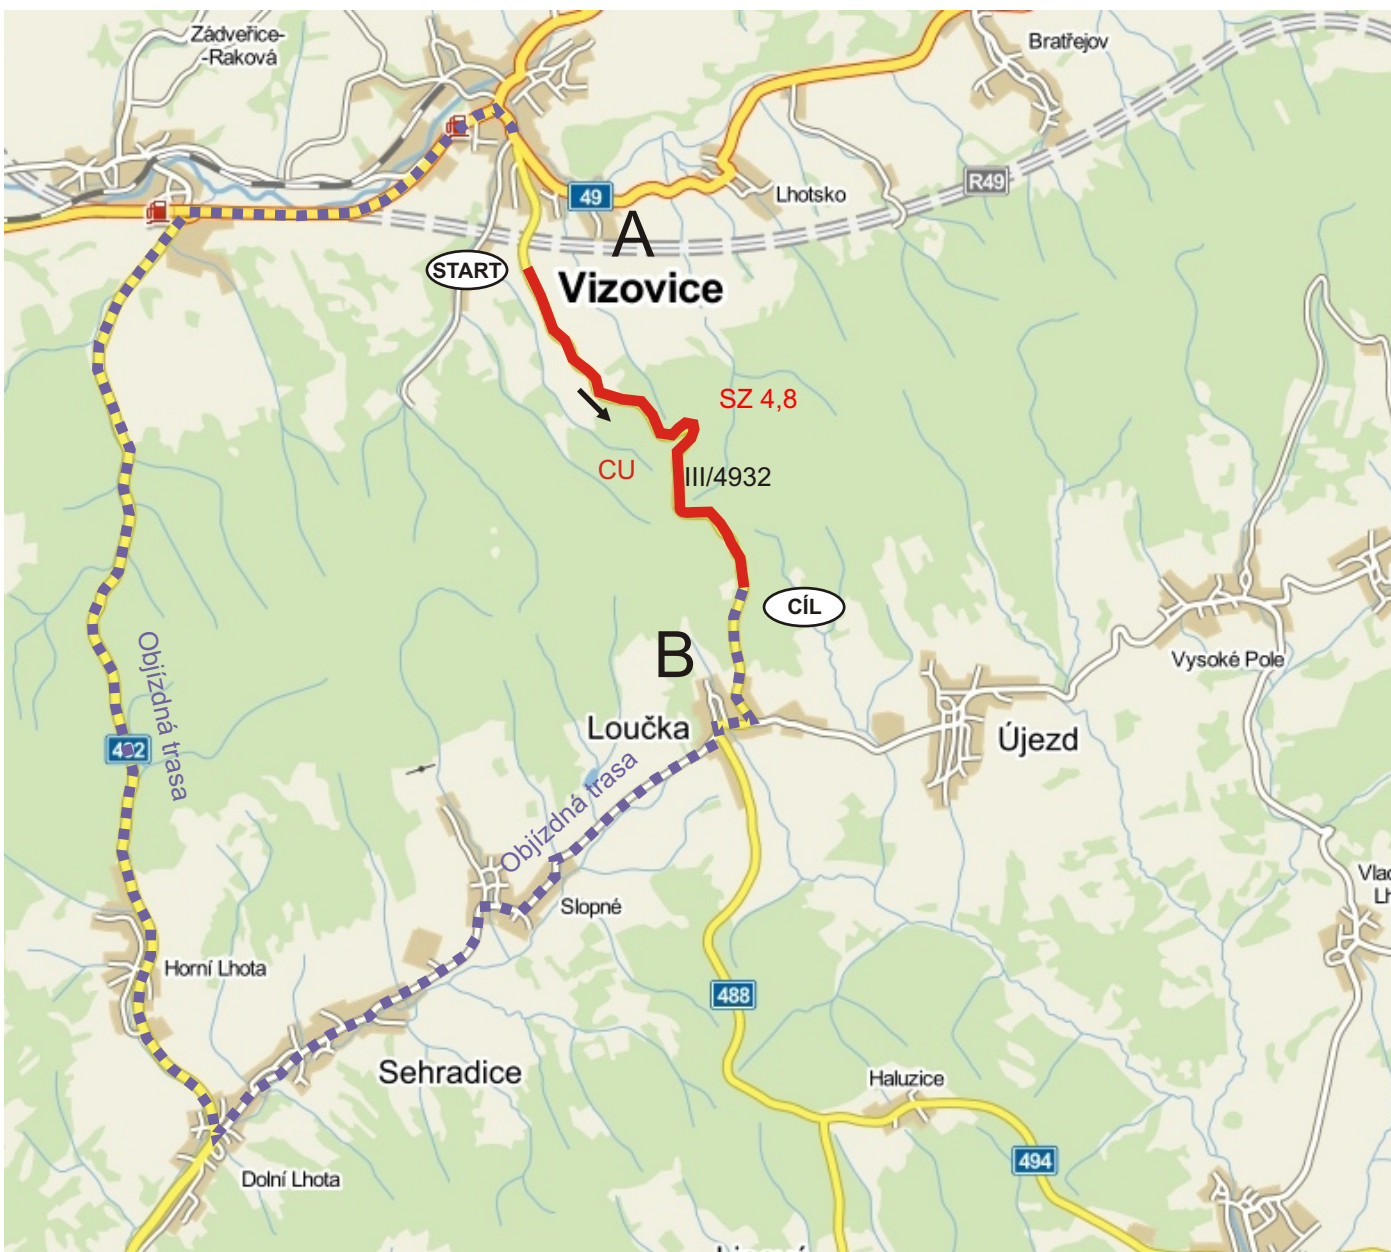 Zádveřice-
-Raková
Bratřejov
Lhotsko
R49
49
A
START
Vizovice
SZ 4,8
CU
III/4932
CÍL
B
Vysoké Pole
Objízdná trasa
Loučka
Újezd
492
Objízdná trasa
Slopné
Horní Lhota
488
Sehradice
Haluzice
494
Dolní Lhota